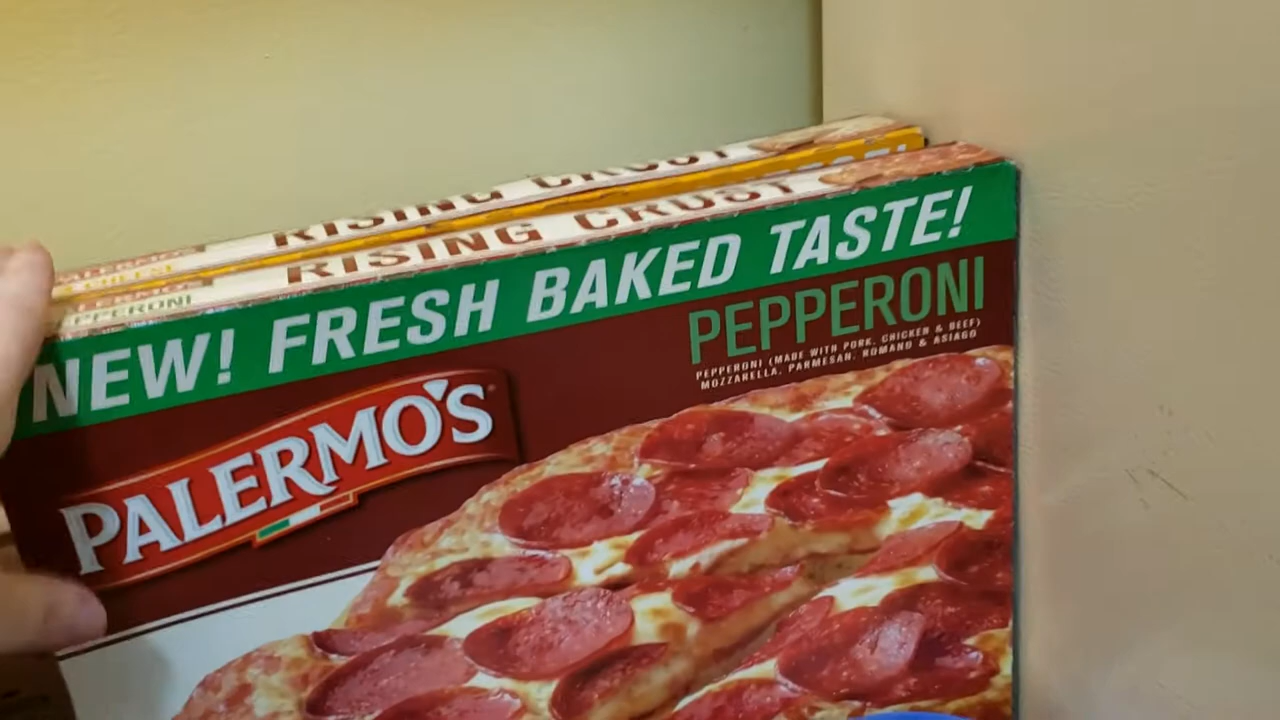 RISING CRUST
CHEESE
RISING CRUST
PEPPERONI
NEW! FRESH BAKED TASTE!
PEPPERONI
PEPPERONI (MADE WITH PORK, CHICKEN & BEEF)
MOZZARELLA, PARMESAN, ROMANO & ASIAGO
PALERMO'S